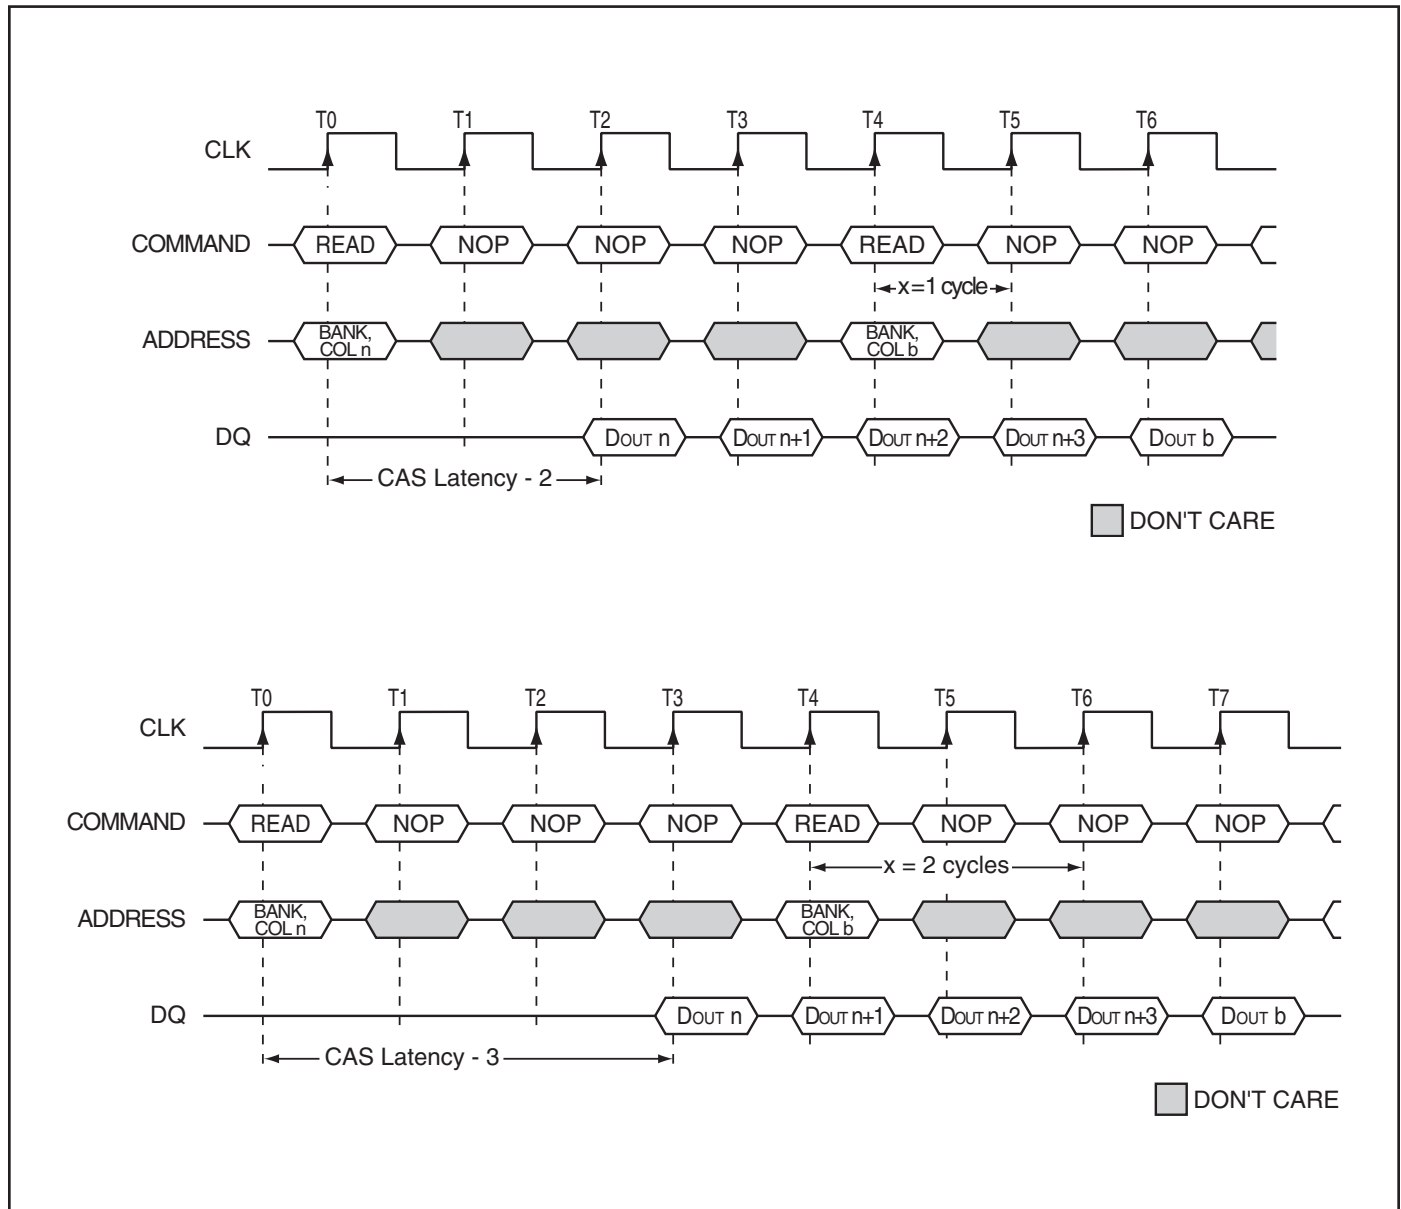 T0 T1 T2 T3 T4 T5 T6
CLK
COMMAND READ NOP NOP NOP READ NOP NOP
x=1 cycle
ADDRESS BANK, COL n BANK, COL b
DQ DOUT n DOUT n+1 DOUT n+2 DOUT n+3 DOUT b
CAS Latency - 2
DON'T CARE
T0 T1 T2 T3 T4 T5 T6 T7
CLK
COMMAND READ NOP NOP NOP READ NOP NOP NOP
x = 2 cycles
ADDRESS BANK, COL n BANK, COL b
DQ DOUT n DOUT n+1 DOUT n+2 DOUT n+3 DOUT b
CAS Latency - 3
DON'T CARE